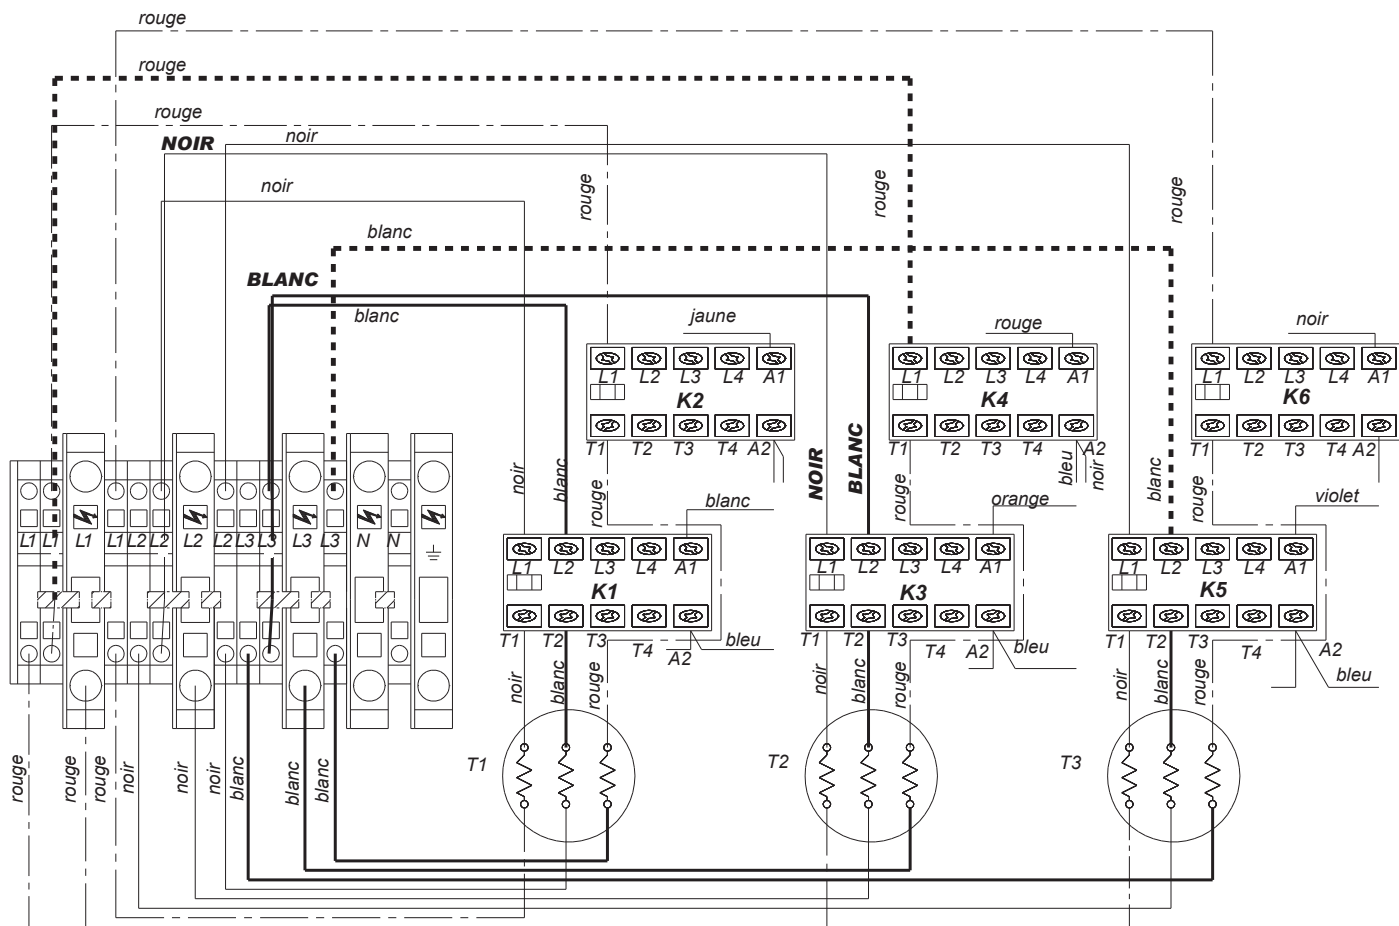 rouge
rouge
rouge
NOIR
noir
noir
rouge
rouge
rouge
blanc
BLANC
blanc
jaune
rouge
noir
L1 L2 L3 L4 A1
K2
T1 T2 T3 T4 A2
L1 L2 L3 L4 A1
K4
T1 T2 T3 T4 A2
L1 L2 L3 L4 A1
K6
T1 T2 T3 T4 A2
noir
blanc
rouge
NOIR
BLANC
rouge
bleu
noir
blanc
rouge
blanc
orange
violet
L1 L1 L1 L1 L2 L2 L2 L2 L3 L3 L3 L3 N N
L1 L2 L3 L4 A1
K1
T1 T2 T3 T4 A2
bleu
L1 L2 L3 L4 A1
K3
T1 T2 T3 T4 A2
bleu
L1 L2 L3 L4 A1
K5
T1 T2 T3 T4 A2
bleu
noir
blanc
rouge
noir
blanc
rouge
noir
blanc
rouge
T1
T2
T3
rouge
rouge
rouge
noir
noir
noir
blanc
blanc
blanc